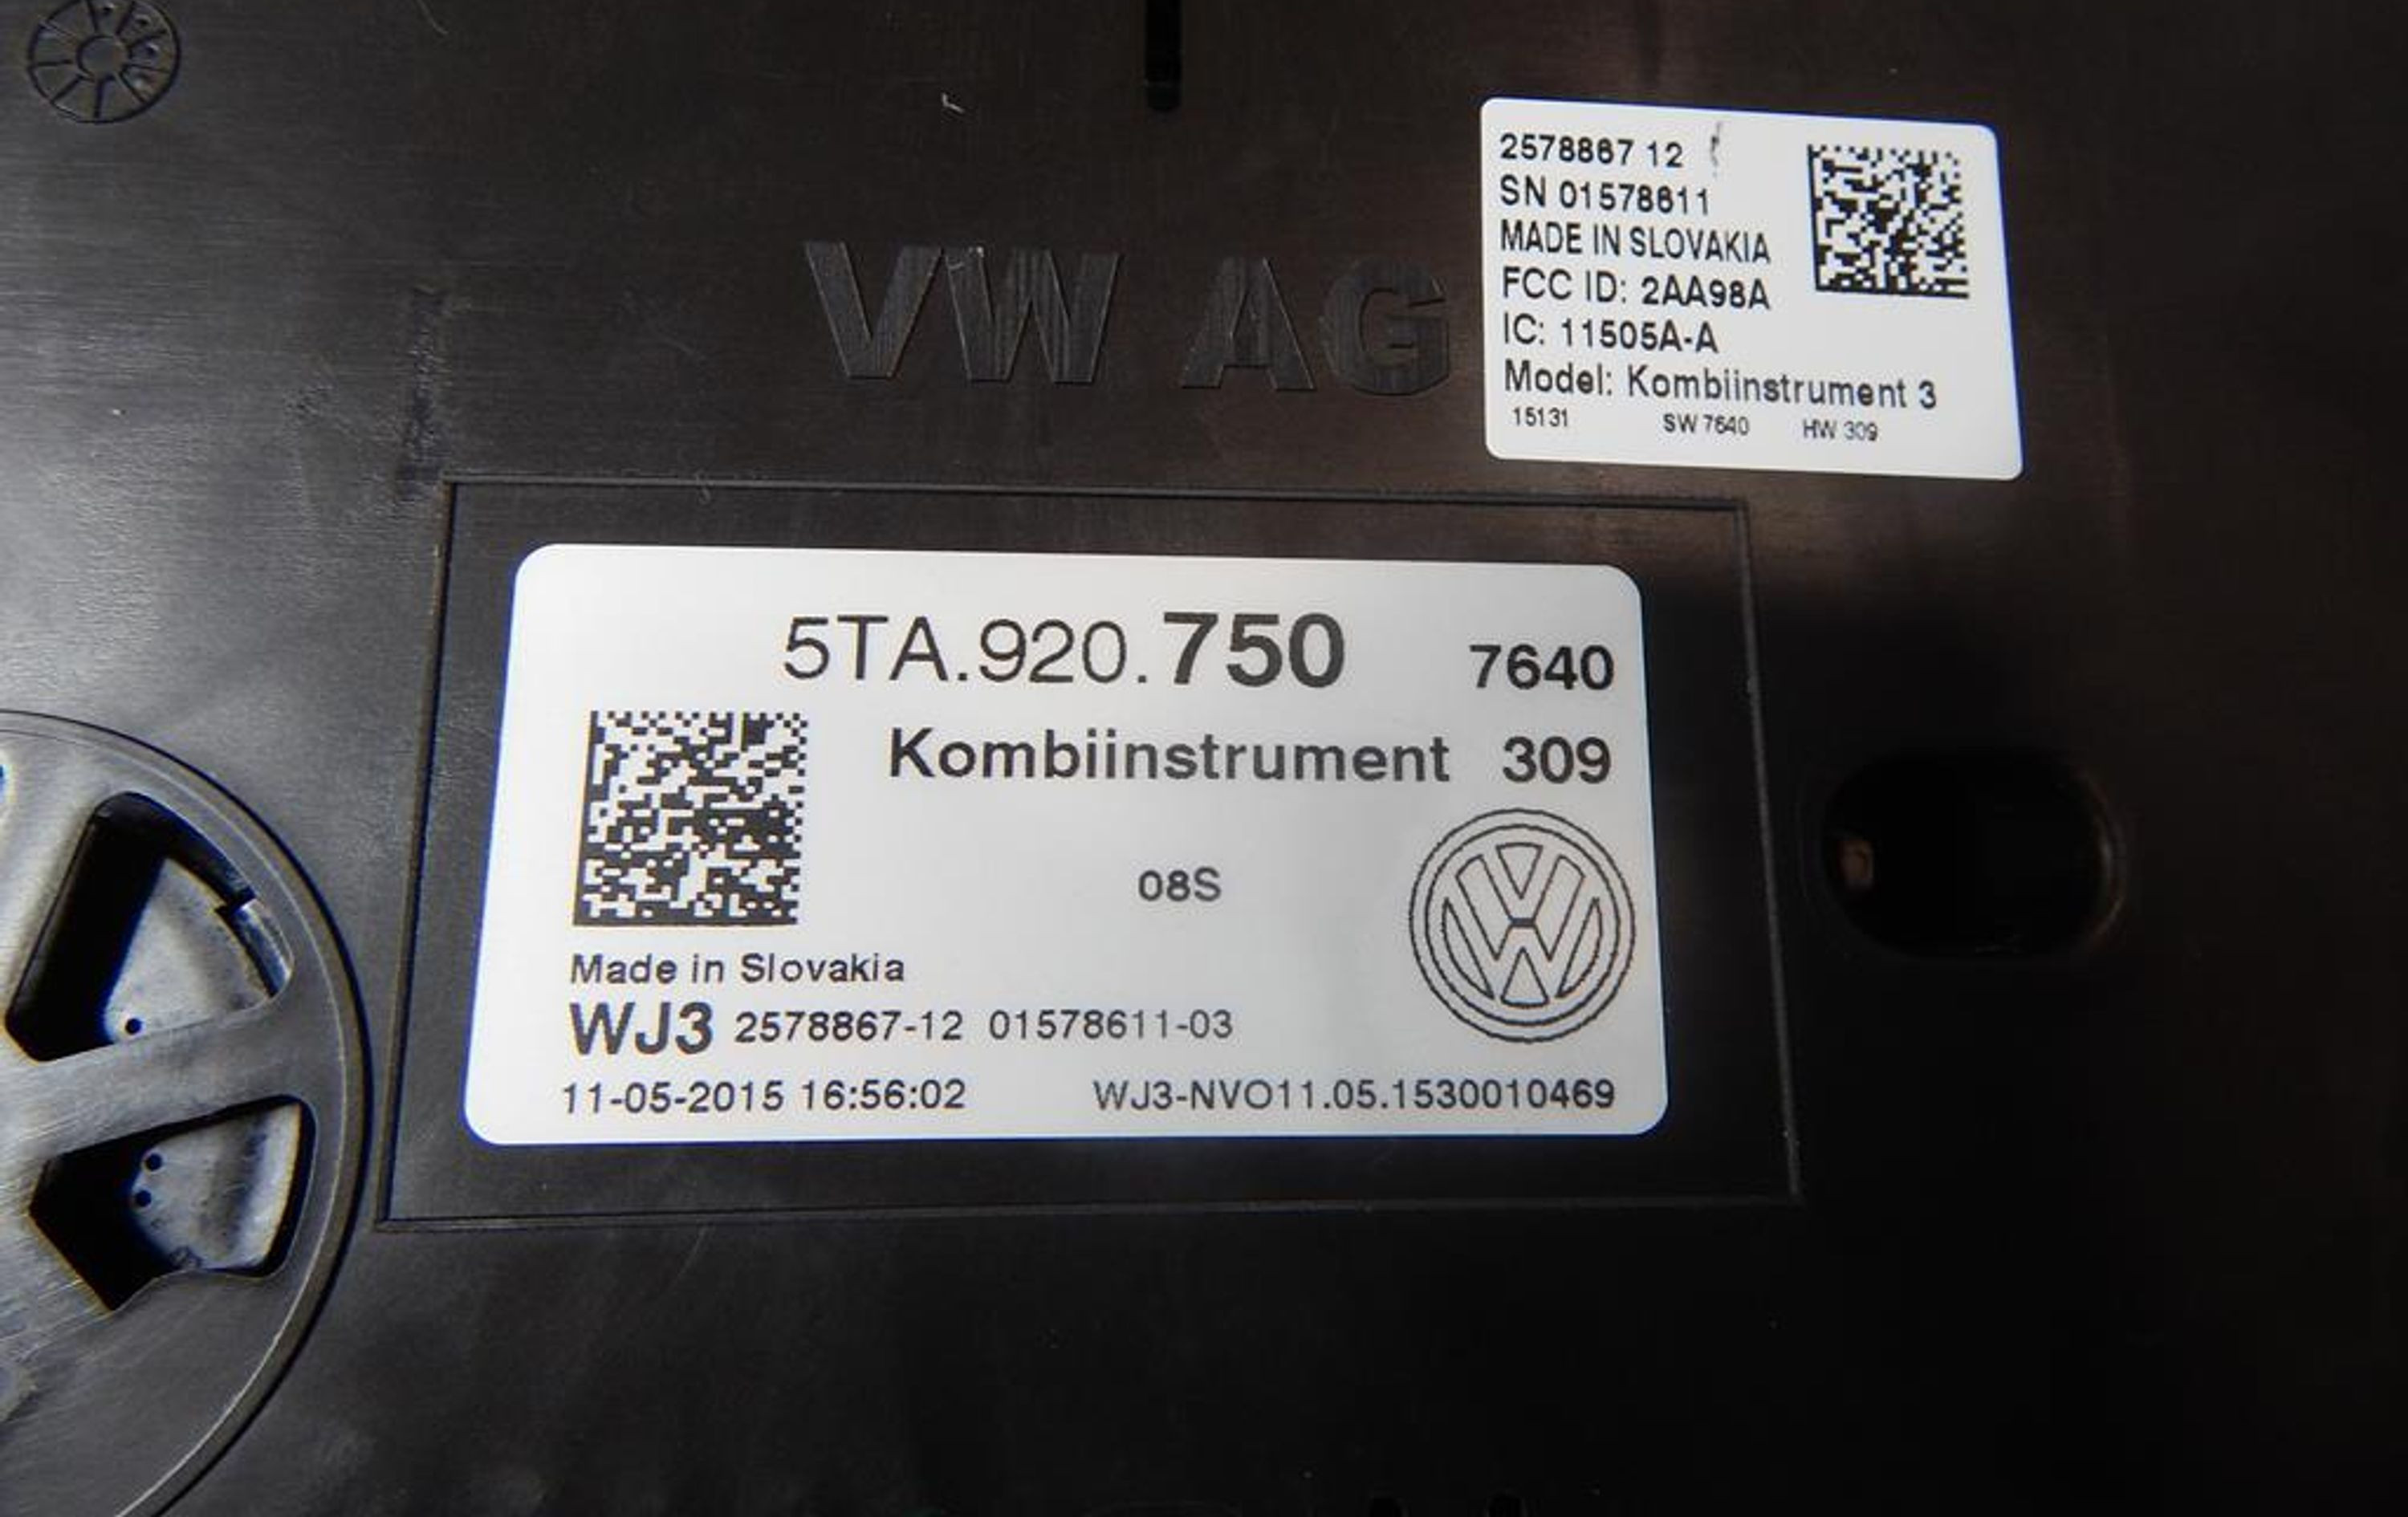 VW AG
2578867 12
SN 01578611
MADE IN SLOVAKIA
FCC ID: 2AA98A
IC: 11505A-A
Model: Kombiinstrument 3
15131 SW 7640 HW 309
5TA.920.750 7640
Kombiinstrument 309
08S
Made in Slovakia
WJ3 2578867-12 01578611-03
11-05-2015 16:56:02 WJ3-NVO11.05.1530010469